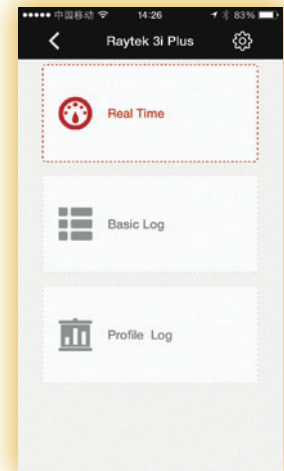 中国移动 14:26 83%
Raytek 3i Plus
Real Time
Basic Log
Profile Log